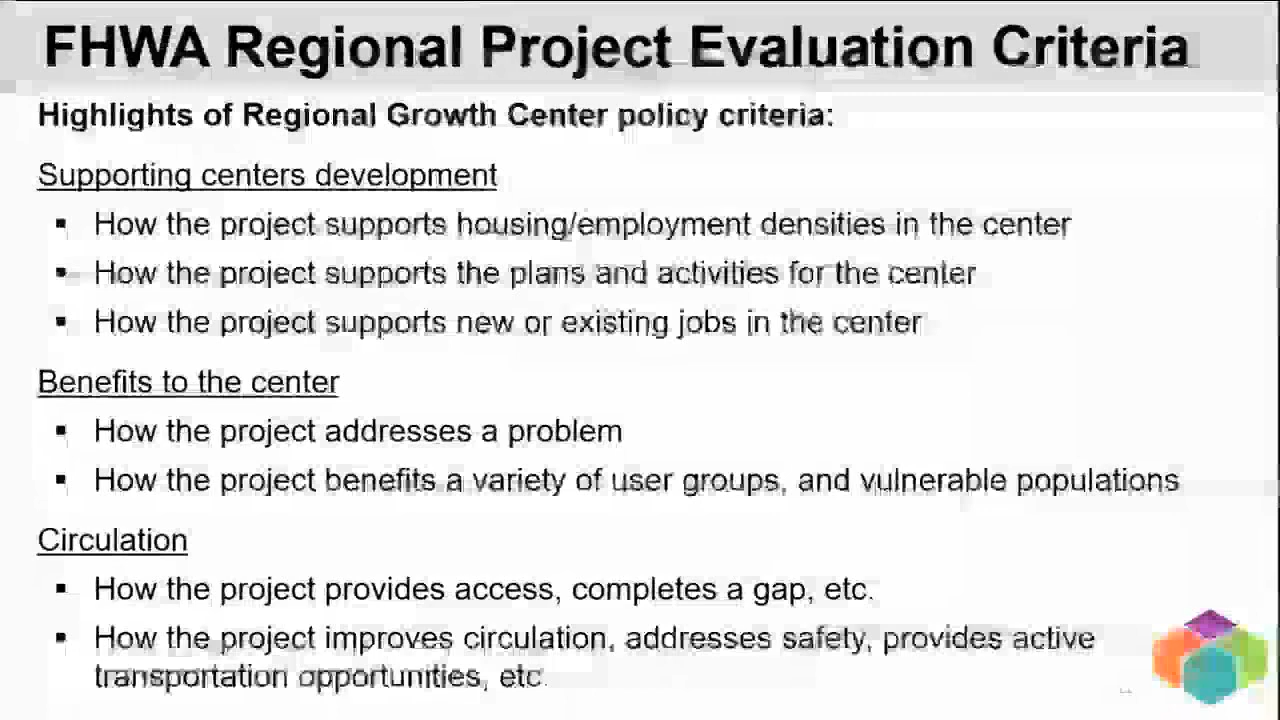 FHWA Regional Project Evaluation Criteria
Highlights of Regional Growth Center policy criteria:
Supporting centers development
▪ How the project supports housing/employment densities in the center
▪ How the project supports the plans and activities for the center
▪ How the project supports new or existing jobs in the center
Benefits to the center
▪ How the project addresses a problem
▪ How the project benefits a variety of user groups, and vulnerable populations
Circulation
▪ How the project provides access, completes a gap, etc.
▪ How the project improves circulation, addresses safety, provides active
transportation opportunities, etc.